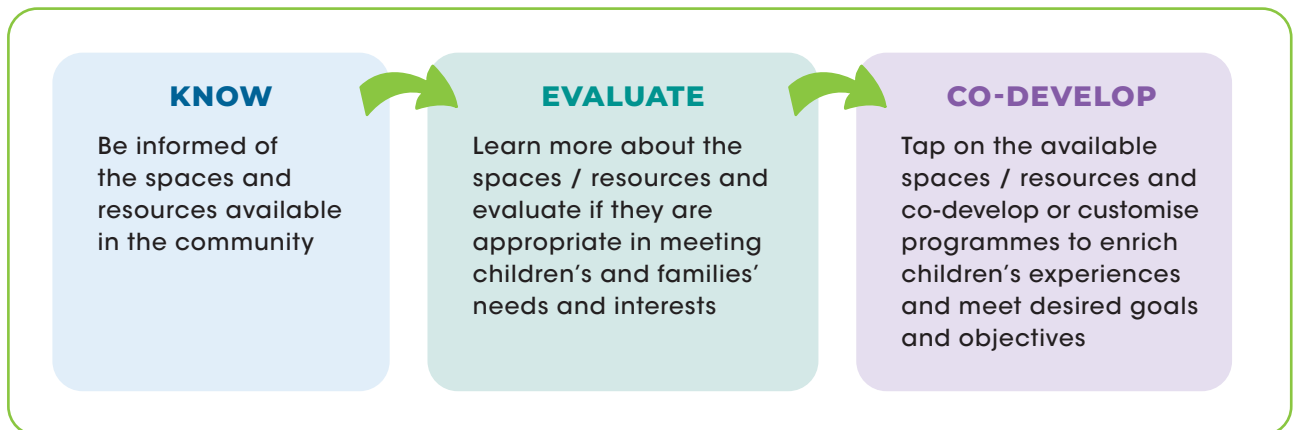 KNOW
Be informed of
the spaces and
resources available
in the community
EVALUATE
Learn more about the
spaces / resources and
evaluate if they are
appropriate in meeting
children’s and families’
needs and interests
CO-DEVELOP
Tap on the available
spaces / resources and
co-develop or customise
programmes to enrich
children’s experiences
and meet desired goals
and objectives